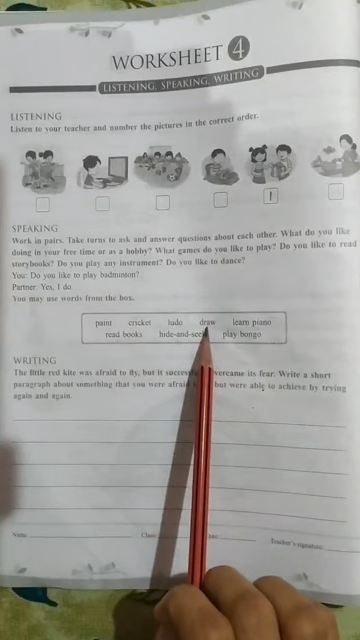 WORKSHEET 4
LISTENING, SPEAKING, WRITING
LISTENING
Listen to your teacher and number the pictures in the correct order.
1
SPEAKING
Work in pairs. Take turns to ask and answer questions about each other. What do you like
doing in your free time or as a hobby? What games do you like to play? Do you like to read
storybooks? Do you play any instrument? Do you like to dance?
You: Do you like to play badminton?
Partner: Yes, I do.
You may use words from the box.
paint cricket ludo draw learn piano
read books play bongo
WRITING
The little red kite was afraid to fly, but it its fear. Write a short
paragraph about something that you were afraid but were able to achieve by trying
again and again.
Name: Class: Teacher's signature: